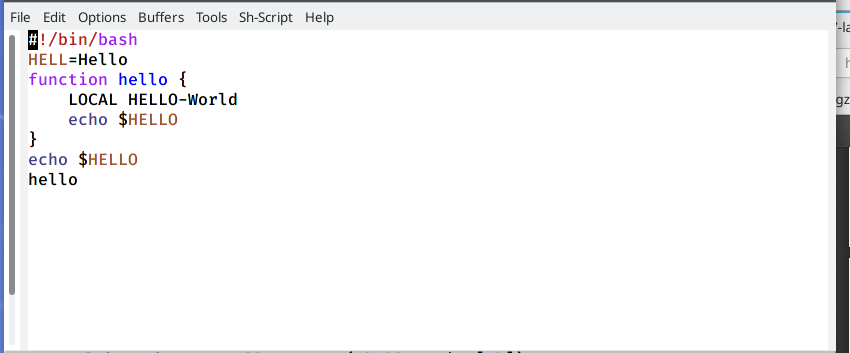 File Edit Options Buffers Tools Sh-Script Help
#!/bin/bash
HELL=Hello
function hello {
    LOCAL HELLO-World
    echo $HELLO
}
echo $HELLO
hello